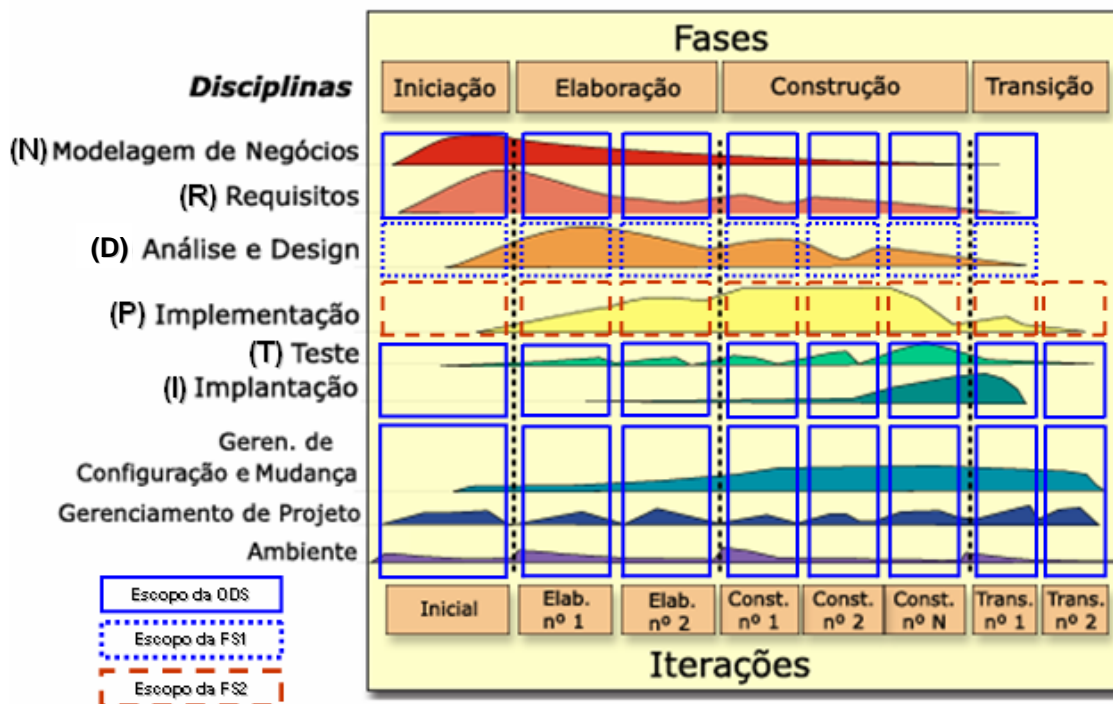 Fases
Disciplinas
Iniciação
Elaboração
Construção
Transição
(N) Modelagem de Negócios
(R) Requisitos
(D) Análise e Design
(P) Implementação
(T) Teste
(I) Implantação
Geren. de
Configuração e Mudança
Gerenciamento de Projeto
Ambiente
Escopo da ODS
Escopo da FS1
Escopo da FS2
Inicial
Elab.
nº 1
Elab.
nº 2
Const.
nº 1
Const.
nº 2
Const.
nº N
Trans.
nº 1
Trans.
nº 2
Iterações